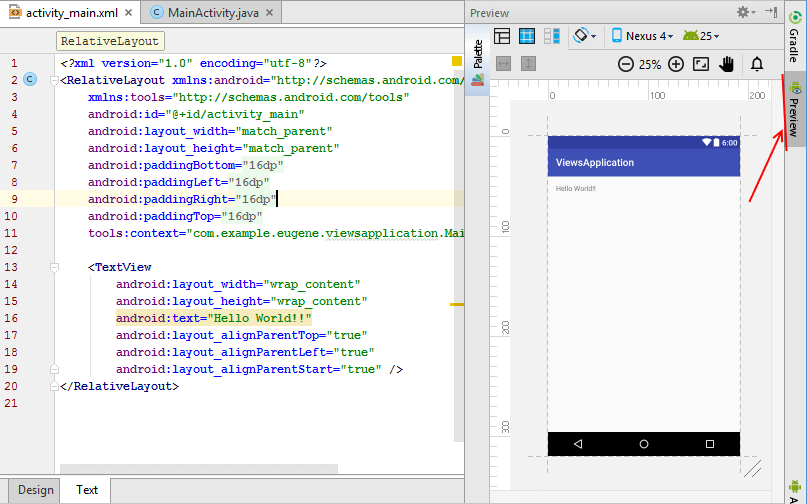 activity_main.xml × MainActivity.java ×
RelativeLayout
1 <?xml version="1.0" encoding="utf-8"?>
2 <RelativeLayout xmlns:android="http://schemas.android.com/
3 xmlns:tools="http://schemas.android.com/tools"
4 android:id="@+id/activity_main"
5 android:layout_width="match_parent"
6 android:layout_height="match_parent"
7 android:paddingBottom="16dp"
8 android:paddingLeft="16dp"
9 android:paddingRight="16dp"
10 android:paddingTop="16dp"
11 tools:context="com.example.eugene.viewsapplication.Mai
12
13 <TextView
14 android:layout_width="wrap_content"
15 android:layout_height="wrap_content"
16 android:text="Hello World!!"
17 android:layout_alignParentTop="true"
18 android:layout_alignParentLeft="true"
19 android:layout_alignParentStart="true" />
20 </RelativeLayout>
21
Design Text
Preview
Palette
Nexus 4 25
25%
0 100 200
0
100
200
300
6:00
ViewsApplication
Hello World!!
Gradle
Preview